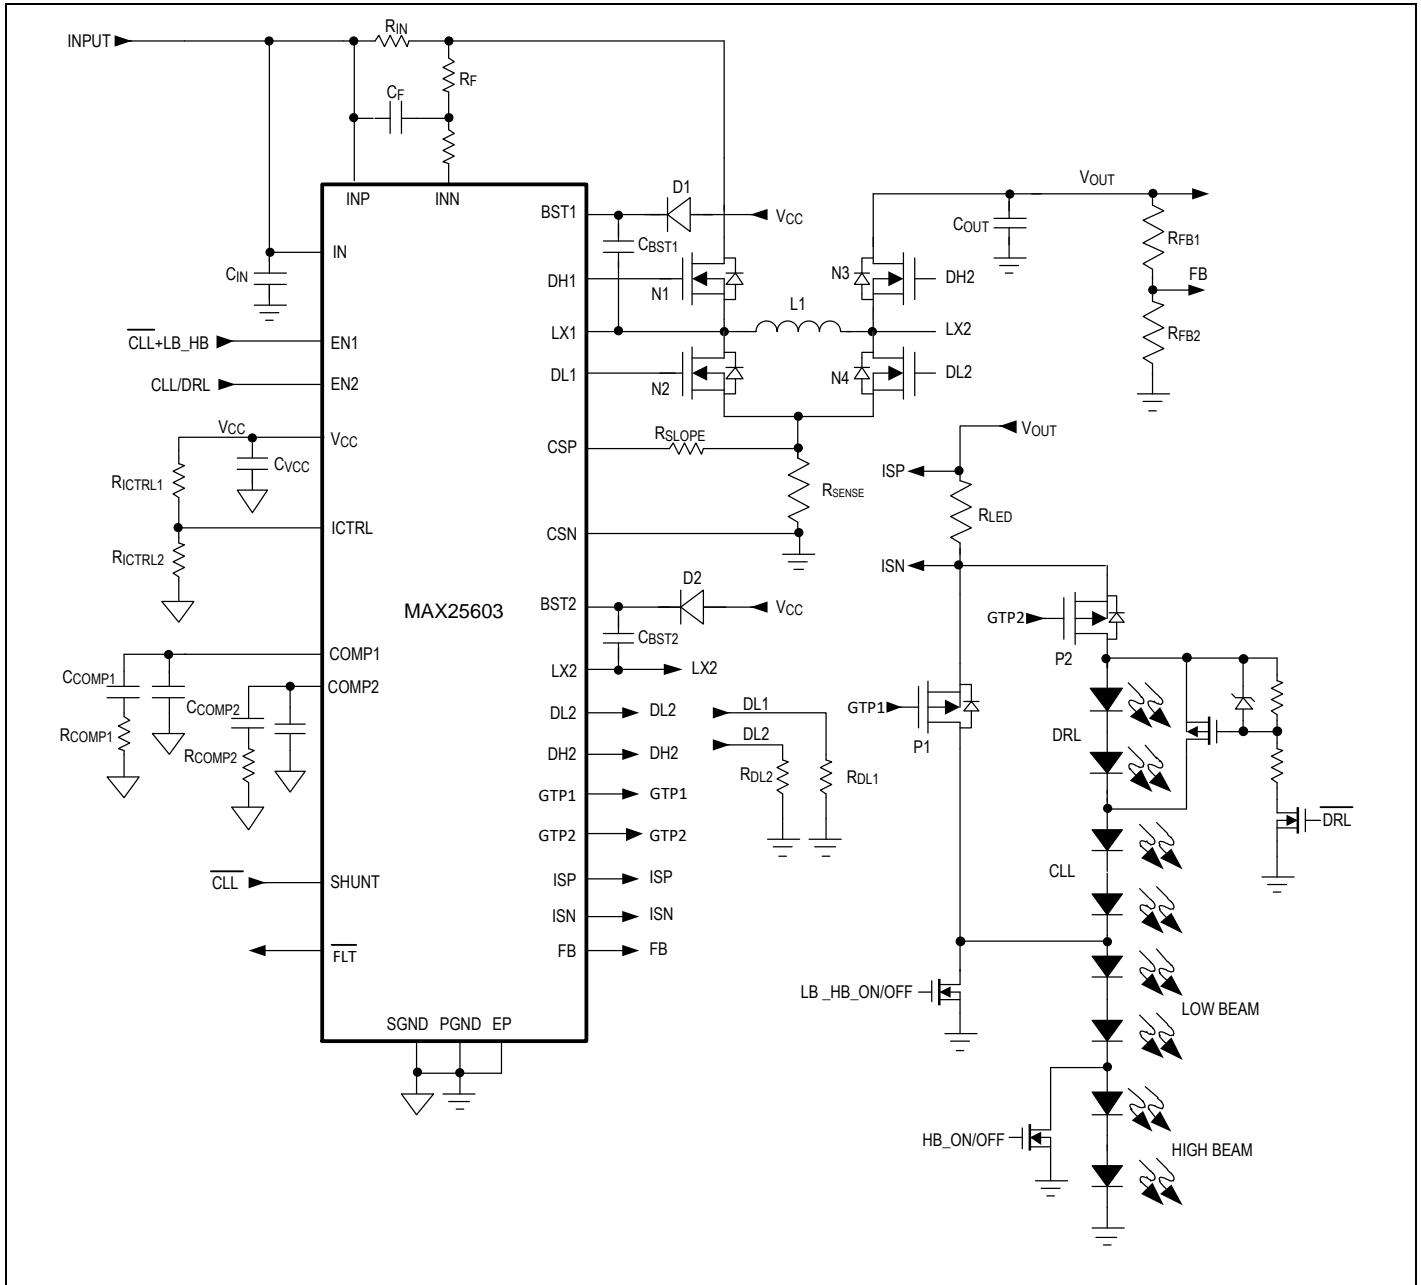 INPUT
RIN
RF
CF
INP
INN
IN
CIN
CLL+LB_HB
EN1
CLL/DRL
EN2
VCC
VCC
CVCC
RICTRL1
ICTRL
RICTRL2
MAX25603
COMP1
CCOMP1
COMP2
CCOMP2
RCOMP1
RCOMP2
CLL
SHUNT
FLT
SGND
PGND
EP
BST1
D1
VCC
CBST1
DH1
N1
LX1
L1
LX2
DL1
N2
N3
DH2
N4
DL2
COUT
VOUT
RFB1
FB
RFB2
CSP
RSLOPE
RSENSE
CSN
BST2
D2
VCC
CBST2
LX2
LX2
DL2
DL2
DH2
DH2
GTP1
GTP1
GTP2
GTP2
ISP
ISP
ISN
ISN
FB
FB
DL1
DL2
RDL2
RDL1
VOUT
ISP
RLED
ISN
GTP2
P2
GTP1
P1
DRL
DRL
CLL
LB _HB_ON/OFF
LOW BEAM
HB_ON/OFF
HIGH BEAM